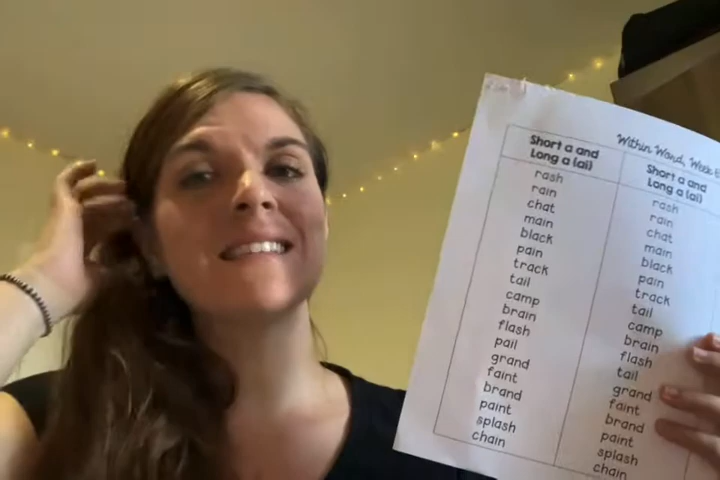 Within Word, Week 6
Short a and
Long a (ai)
rash
rain
chat
main
black
pain
track
tail
camp
brain
flash
pail
grand
faint
brand
paint
splash
chain
Short a and
Long a (ai)
rash
rain
chat
main
black
pain
track
tail
camp
brain
flash
tail
grand
faint
brand
paint
splash
chain